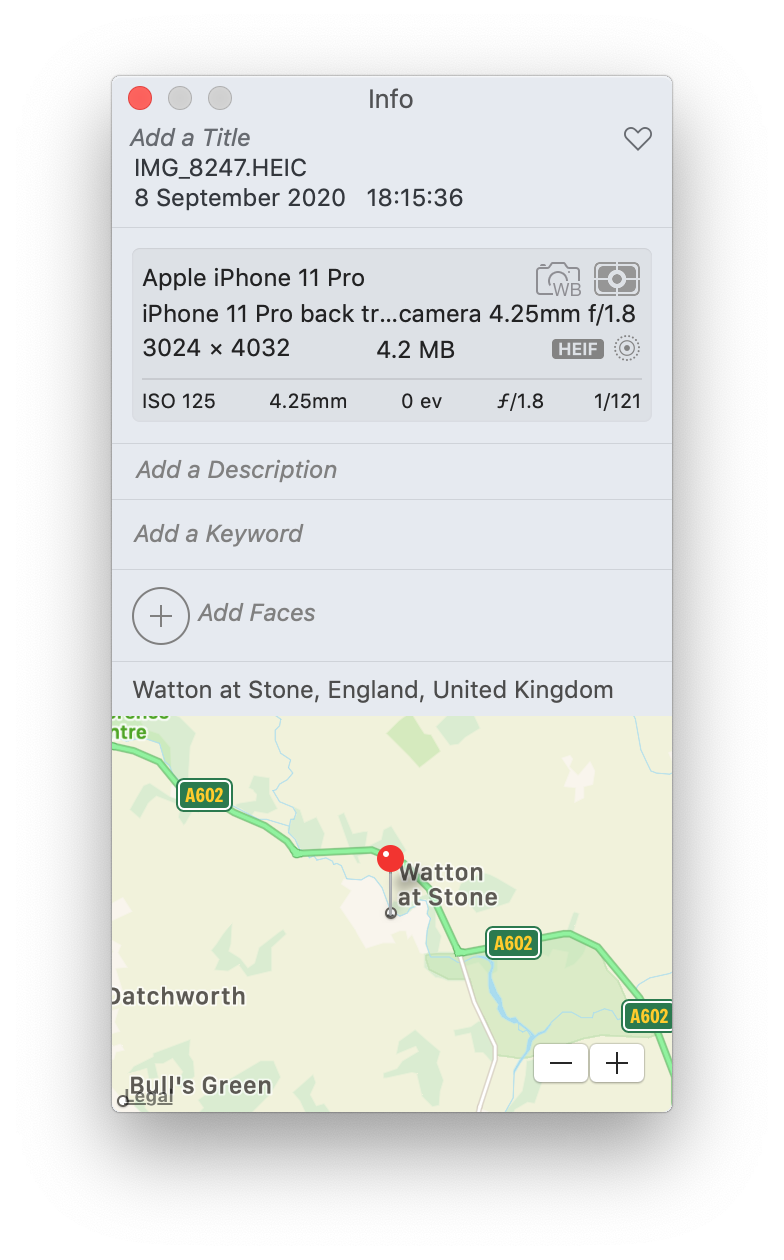 Info
Add a Title
IMG_8247.HEIC
8 September 2020 18:15:36
Apple iPhone 11 Pro
WB
iPhone 11 Pro back tr...camera 4.25mm f/1.8
3024 × 4032 4.2 MB HEIF
ISO 125 4.25mm 0 ev ƒ/1.8 1/121
Add a Description
Add a Keyword
Add Faces
Watton at Stone, England, United Kingdom
ntre
A602
Watton
at Stone
A602
Datchworth
A602
Bull's Green
Legal